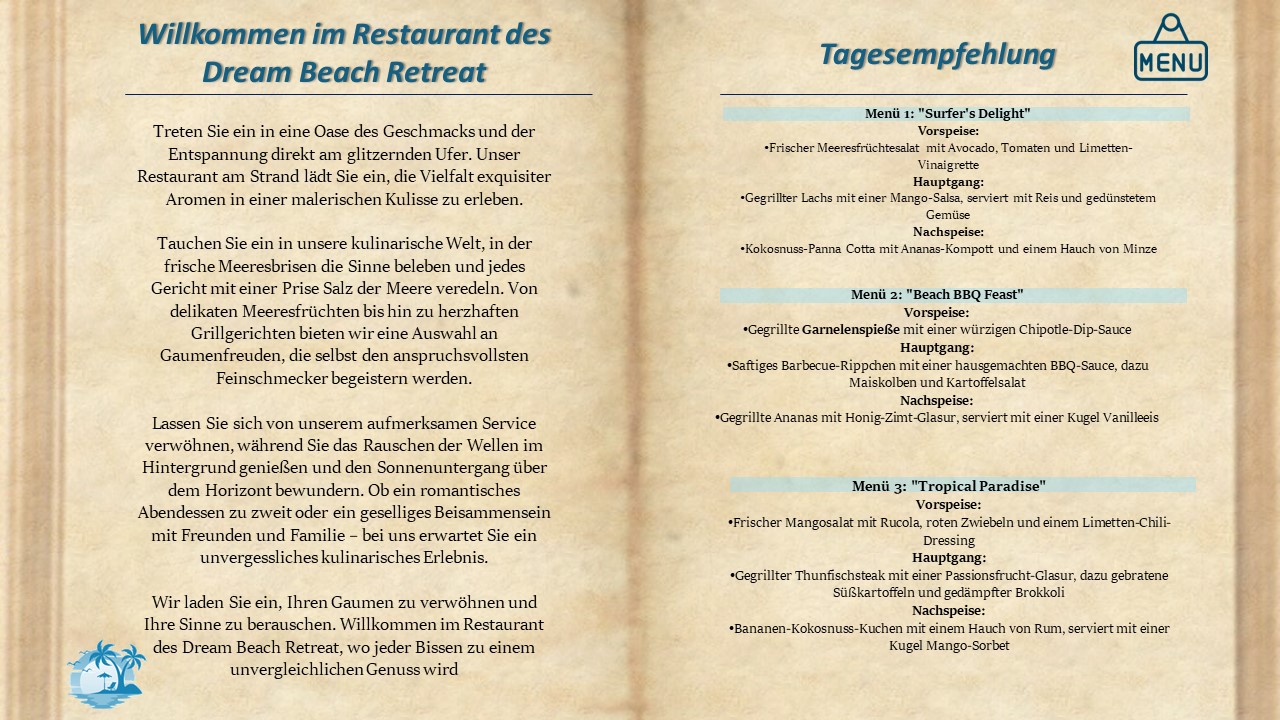 Willkommen im Restaurant des
Dream Beach Retreat
Treten Sie ein in eine Oase des Geschmacks und der
Entspannung direkt am glitzernden Ufer. Unser
Restaurant am Strand lädt Sie ein, die Vielfalt exquisiter
Aromen in einer malerischen Kulisse zu erleben.
Tauchen Sie ein in unsere kulinarische Welt, in der
frische Meeresbrisen die Sinne beleben und jedes
Gericht mit einer Prise Salz der Meere veredeln. Von
delikaten Meeresfrüchten bis hin zu herzhaften
Grillgerichten bieten wir eine Auswahl an
Gaumenfreuden, die selbst den anspruchsvollsten
Feinschmecker begeistern werden.
Lassen Sie sich von unserem aufmerksamen Service
verwöhnen, während Sie das Rauschen der Wellen im
Hintergrund genießen und den Sonnenuntergang über
dem Horizont bewundern. Ob ein romantisches
Abendessen zu zweit oder ein geselliges Beisammensein
mit Freunden und Familie – bei uns erwartet Sie ein
unvergessliches kulinarisches Erlebnis.
Wir laden Sie ein, Ihren Gaumen zu verwöhnen und
Ihre Sinne zu berauschen. Willkommen im Restaurant
des Dream Beach Retreat, wo jeder Bissen zu einem
unvergleichlichen Genuss wird
Tagesempfehlung
MENU
Menü 1: "Surfer's Delight"
Vorspeise:
•Frischer Meeresfrüchtesalat mit Avocado, Tomaten und Limetten-
Vinaigrette
Hauptgang:
•Gegrillter Lachs mit einer Mango-Salsa, serviert mit Reis und gedünstetem
Gemüse
Nachspeise:
•Kokosnuss-Panna Cotta mit Ananas-Kompott und einem Hauch von Minze
Menü 2: "Beach BBQ Feast"
Vorspeise:
•Gegrillte Garnelenspieße mit einer würzigen Chipotle-Dip-Sauce
Hauptgang:
•Saftiges Barbecue-Rippchen mit einer hausgemachten BBQ-Sauce, dazu
Maiskolben und Kartoffelsalat
Nachspeise:
•Gegrillte Ananas mit Honig-Zimt-Glasur, serviert mit einer Kugel Vanilleeis
Menü 3: "Tropical Paradise"
Vorspeise:
•Frischer Mangosalat mit Rucola, roten Zwiebeln und einem Limetten-Chili-
Dressing
Hauptgang:
•Gegrillter Thunfischsteak mit einer Passionsfrucht-Glasur, dazu gebratene
Süßkartoffeln und gedämpfter Brokkoli
Nachspeise:
•Bananen-Kokosnuss-Kuchen mit einem Hauch von Rum, serviert mit einer
Kugel Mango-Sorbet